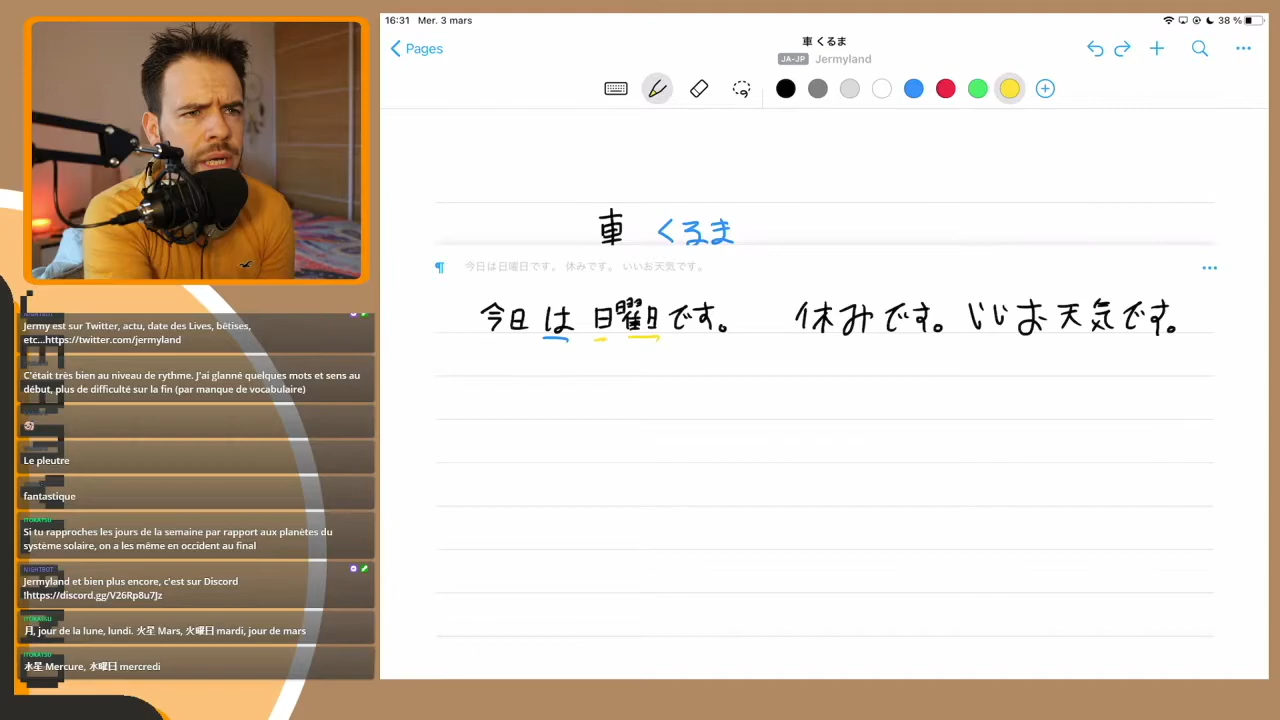 16:31 Mer. 3 mars
38 %
Pages
車 くるま
JA-JP Jermyland
車 くるま
今日は日曜日です。 休みです。 いいお天気です。
今日は日曜日です。 休みです。いいお天気です。
NIGHTBOT
Jermy est sur Twitter, actu, date des Lives, bêtises,
etc...https://twitter.com/jermyland
C'était très bien au niveau de rythme. J'ai glanné quelques mots et sens au
début, plus de difficulté sur la fin (par manque de vocabulaire)
Le pleutre
fantastique
ITOKATSU
Si tu rapproches les jours de la semaine par rapport aux planètes du
système solaire, on a les même en occident au final
NIGHTBOT
Jermyland et bien plus encore, c'est sur Discord
!https://discord.gg/V26Rp8u7Jz
ITOKATSU
月, jour de la lune, lundi. 火星 Mars, 火曜日 mardi, jour de mars
ITOKATSU
水星 Mercure, 水曜日 mercredi